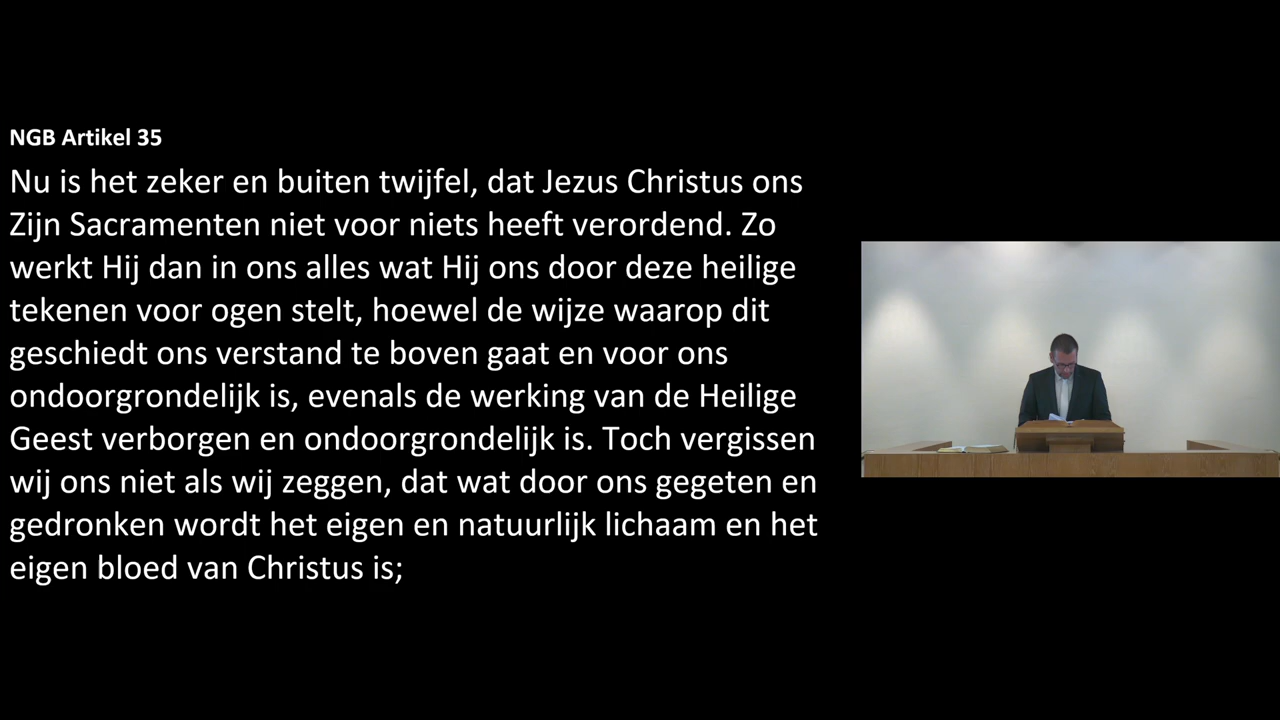 NGB Artikel 35
Nu is het zeker en buiten twijfel, dat Jezus Christus ons
Zijn Sacramenten niet voor niets heeft verordend. Zo
werkt Hij dan in ons alles wat Hij ons door deze heilige
tekenen voor ogen stelt, hoewel de wijze waarop dit
geschiedt ons verstand te boven gaat en voor ons
ondoorgrondelijk is, evenals de werking van de Heilige
Geest verborgen en ondoorgrondelijk is. Toch vergissen
wij ons niet als wij zeggen, dat wat door ons gegeten en
gedronken wordt het eigen en natuurlijk lichaam en het
eigen bloed van Christus is;